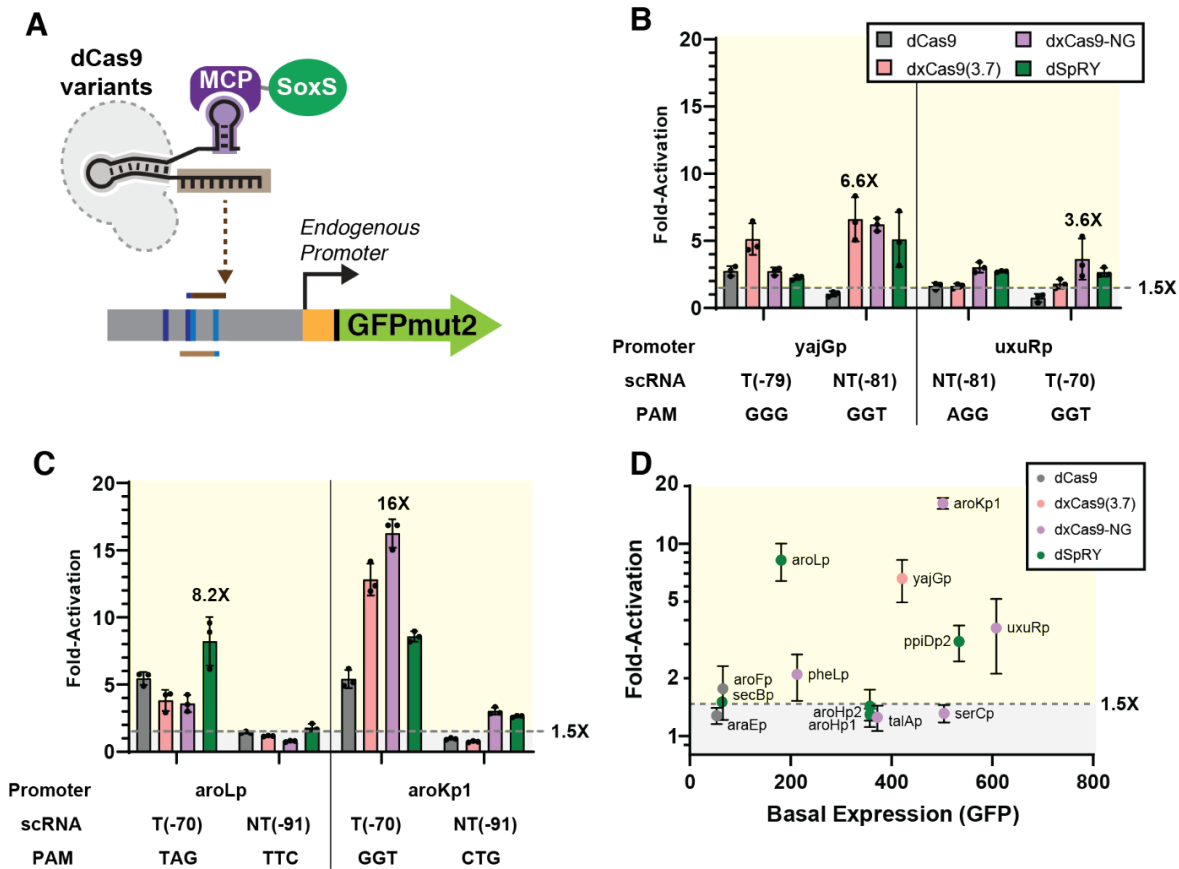 A
dCas9
variants
MCP
SoxS
Endogenous
Promoter
GFPmut2
B
dCas9
dxCas9-NG
dxCas9(3.7)
dSpRY
Fold-Activation
20
15
10
5
0
6.6X
3.6X
1.5X
Promoter yajGp uxuRp
scRNA T(-79) NT(-81) NT(-81) T(-70)
PAM GGG GGT AGG GGT
C
Fold-Activation
20
15
10
5
0
8.2X
16X
1.5X
Promoter aroLp aroKp1
scRNA T(-70) NT(-91) T(-70) NT(-91)
PAM TAG TTC GGT CTG
D
dCas9
dxCas9(3.7)
dxCas9-NG
dSpRY
Fold-Activation
20
10
5
2
1
aroKp1
aroLp
yajGp
ppiDp2
uxuRp
pheLp
aroFp
secBp
araEp
aroHp2
aroHp1
talAp
serCp
1.5X
0 200 400 600 800
Basal Expression (GFP)